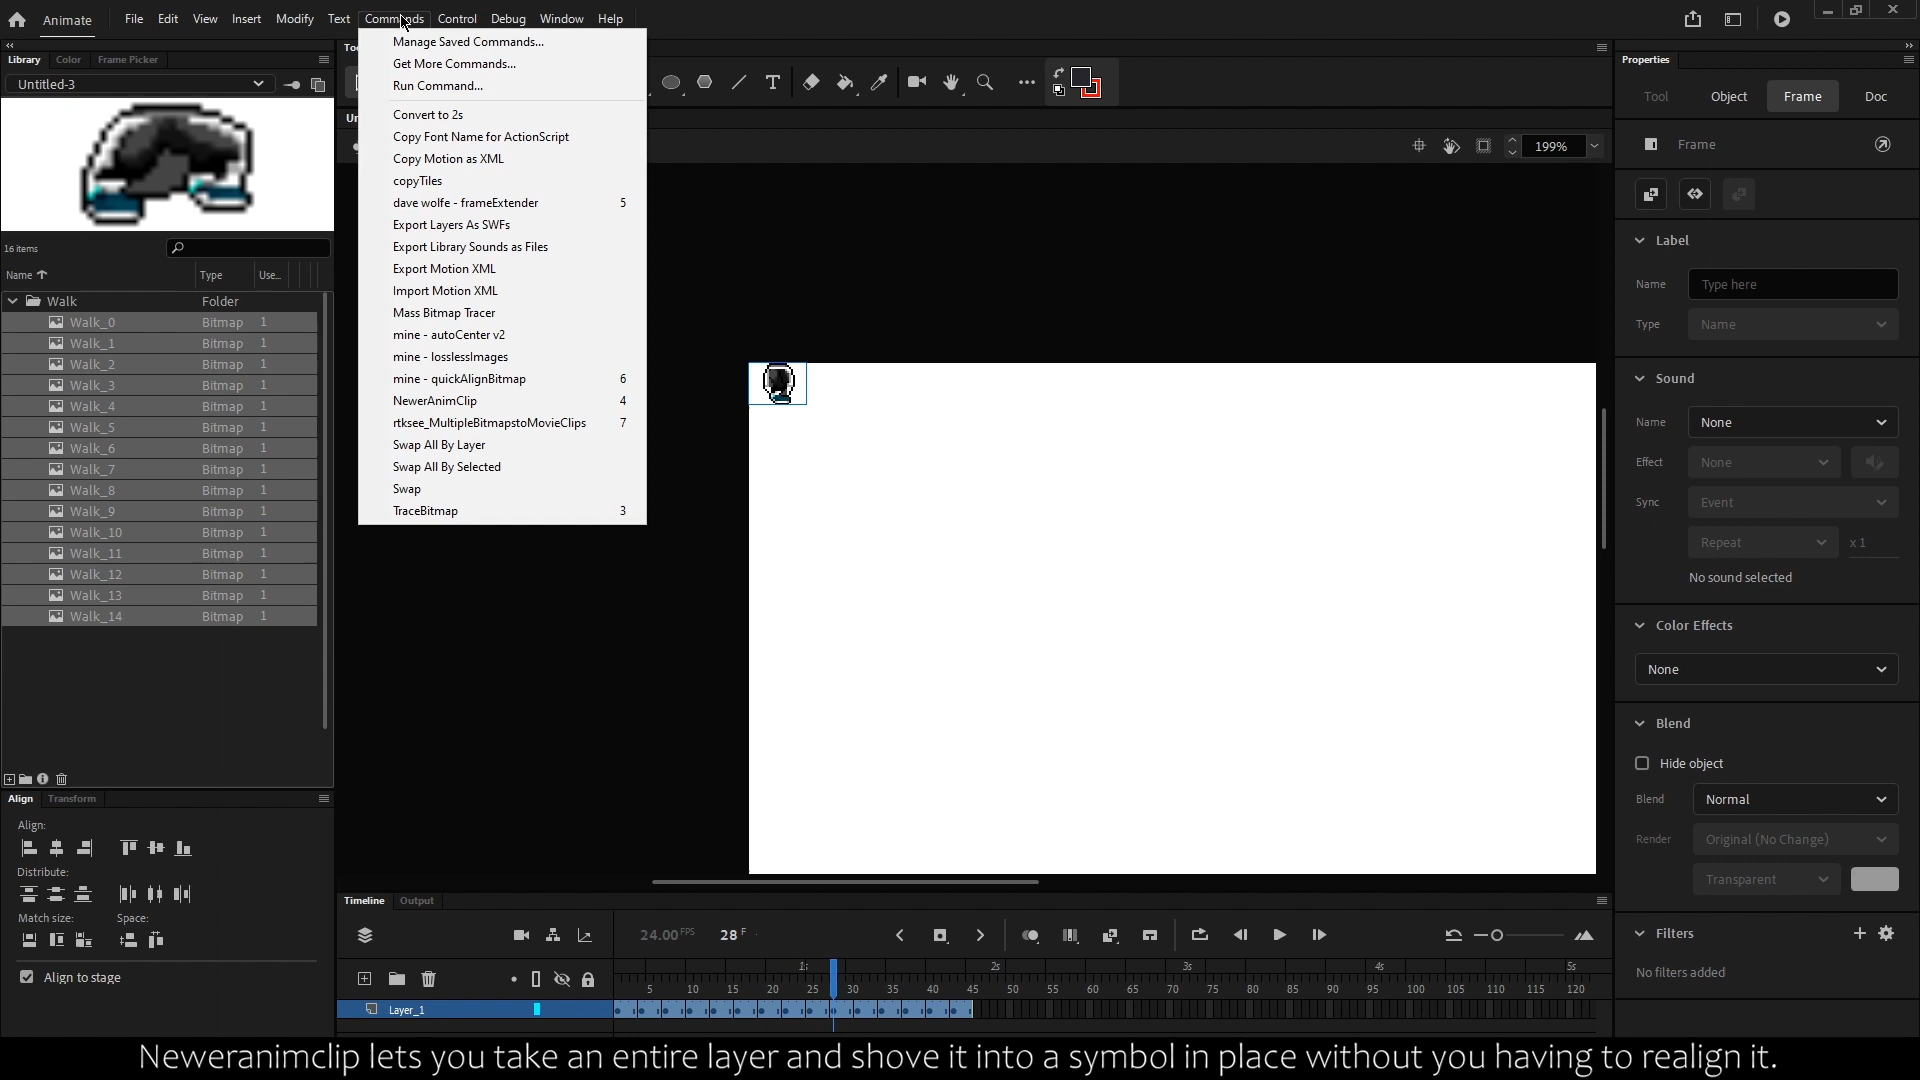 Animate File Edit View Insert Modify Text Commands Control Debug Window Help
Library Color Frame Picker
Untitled-3
16 items
Name Type Use...
Walk Folder
Walk_0 Bitmap 1
Walk_1 Bitmap 1
Walk_2 Bitmap 1
Walk_3 Bitmap 1
Walk_4 Bitmap 1
Walk_5 Bitmap 1
Walk_6 Bitmap 1
Walk_7 Bitmap 1
Walk_8 Bitmap 1
Walk_9 Bitmap 1
Walk_10 Bitmap 1
Walk_11 Bitmap 1
Walk_12 Bitmap 1
Walk_13 Bitmap 1
Walk_14 Bitmap 1
Align Transform
Align:
Distribute:
Match size: Space:
Align to stage
Manage Saved Commands...
Get More Commands...
Run Command...
Convert to 2s
Copy Font Name for ActionScript
Copy Motion as XML
copyTiles
dave wolfe - frameExtender 5
Export Layers As SWFs
Export Library Sounds as Files
Export Motion XML
Import Motion XML
Mass Bitmap Tracer
mine - autoCenter v2
mine - losslessImages
mine - quickAlignBitmap 6
NewerAnimClip 4
rtksee_MultipleBitmapstoMovieClips 7
Swap All By Layer
Swap All By Selected
Swap
TraceBitmap 3
199%
Properties
Tool Object Frame Doc
Frame
Label
Name Type here
Type Name
Sound
Name None
Effect None
Sync Event
Repeat x 1
No sound selected
Color Effects
None
Blend
Hide object
Blend Normal
Render Original (No Change)
Transparent
Filters
No filters added
Timeline Output
24.00 FPS 28 F
2s 3s 4s 5s
5 10 15 20 25 30 35 40 45 50 55 60 65 70 75 80 85 90 95 100 105 110 115 120
Layer_1
Neweranimclip lets you take an entire layer and shove it into a symbol in place without you having to realign it.